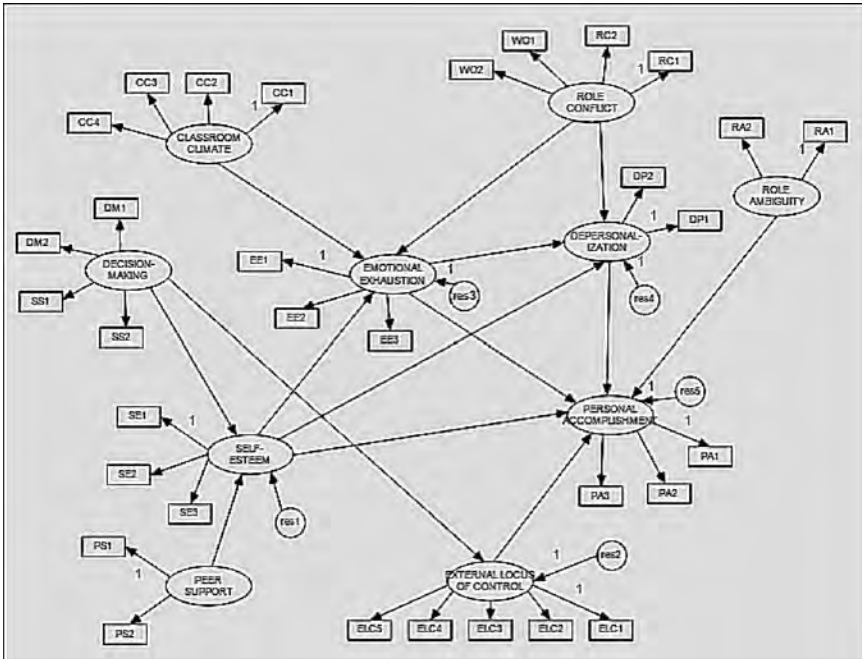 WO1
RC2
CC3
CC2
CC1
1
WO2
1
RC1
ROLE
CONFLICT
CC4
CLASSROOM
CLIMATE
RA2
RA1
1
ROLE
AMBIGUITY
DM1
DP2
1
DP1
DM2
DECISION-
MAKING
EE1
1
EMOTIONAL
EXHAUSTION
1
DEPERSONAL-
IZATION
1
SS1
res3
res4
SS2
EE2
EE3
1
res5
SE1
1
PERSONAL
ACCOMPLISHMENT
1
SELF-
ESTEEM
PA1
SE2
PA3
PA2
SE3
res1
PS1
1
PEER
SUPPORT
1
res2
EXTERNAL LOCUS
OF CONTROL
1
PS2
ELC5
ELC4
ELC3
ELC2
ELC1